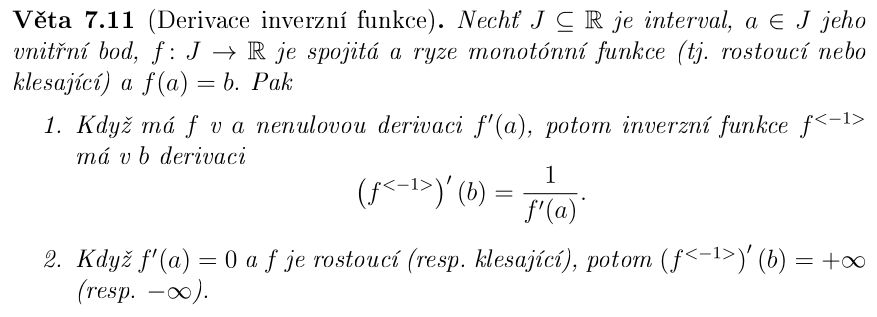 Věta 7.11 (Derivace inverzní funkce). Nechť J ⊆ ℝ je interval, a ∈ J jeho
vnitřní bod, f: J → ℝ je spojitá a ryze monotónní funkce (tj. rostoucí nebo
klesající) a f(a) = b. Pak
1. Když má f v a nenulovou derivaci f′(a), potom inverzní funkce f^{<−1>}
má v b derivaci
(f^{<−1>})′ (b) = \frac{1}{f′(a)}.
2. Když f′(a) = 0 a f je rostoucí (resp. klesající), potom (f^{<−1>})′ (b) = +∞
(resp. −∞).